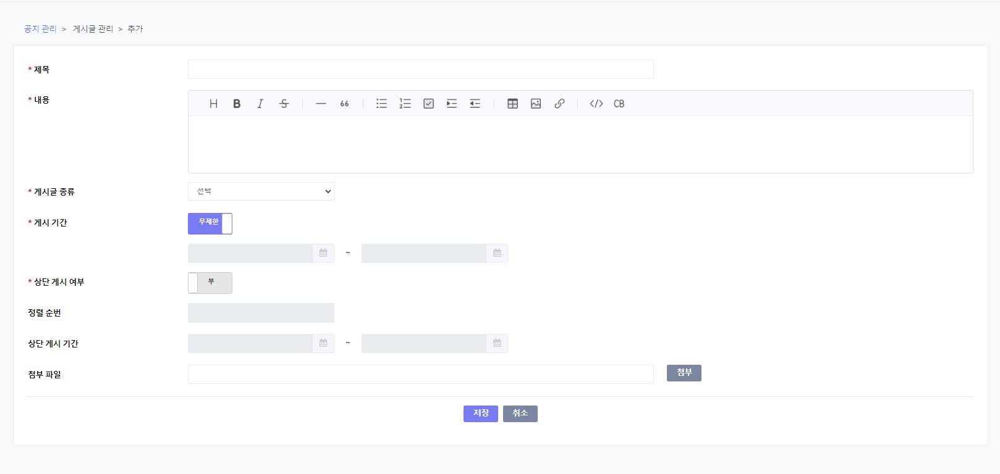 공지 관리 > 게시글 관리 > 추가
* 제목
* 내용
H B I S — 66 </> CB
* 게시글 종류 선택
* 게시 기간 무제한
~
* 상단 게시 여부 부
정렬 순번
상단 게시 기간 ~
첨부 파일 첨부
저장 취소